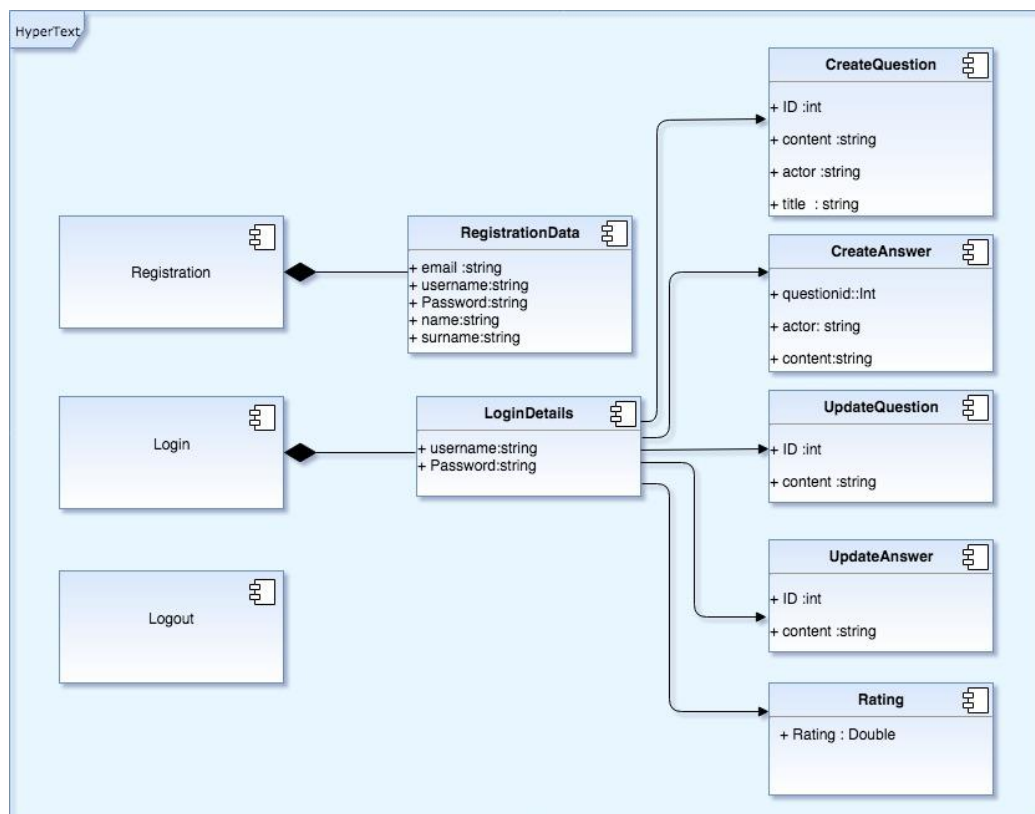 HyperText
CreateQuestion
+ ID :int
+ content :string
+ actor :string
+ title : string
Registration
RegistrationData
+ email :string
+ username:string
+ Password:string
+ name:string
+ surname:string
CreateAnswer
+ questionid::Int
+ actor: string
+ content:string
Login
LoginDetails
+ username:string
+ Password:string
UpdateQuestion
+ ID :int
+ content :string
Logout
UpdateAnswer
+ ID :int
+ content :string
Rating
+ Rating : Double